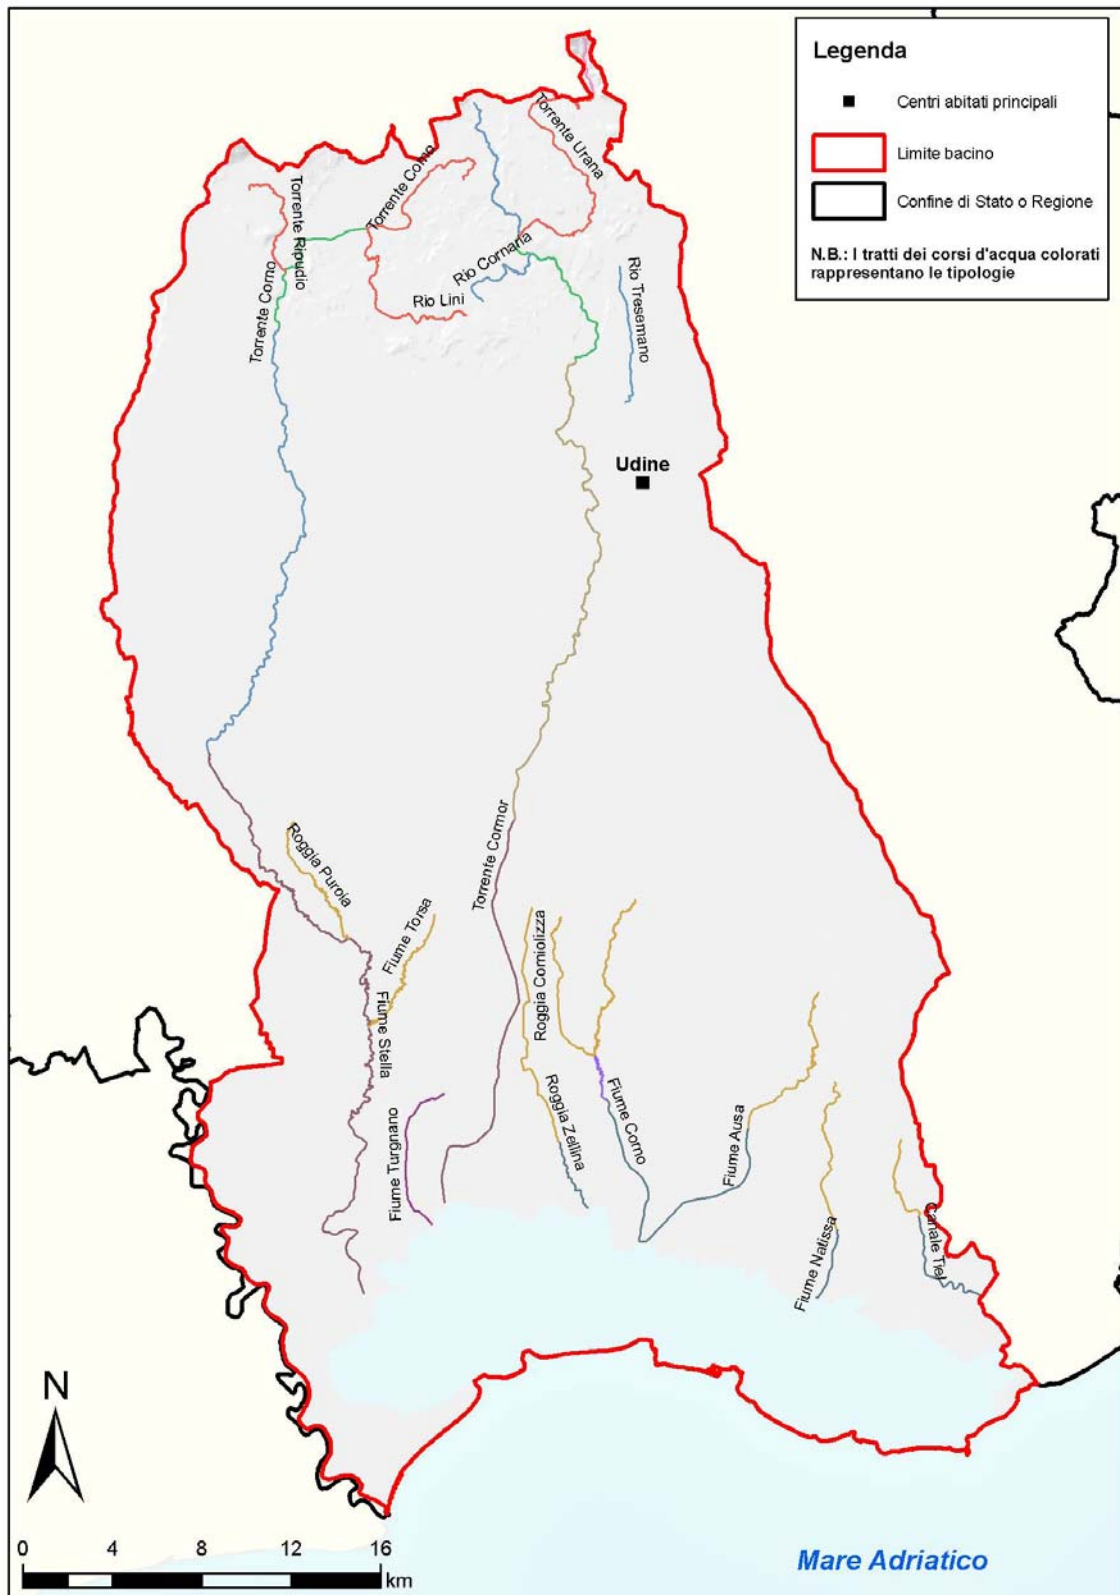 Legenda
Centri abitati principali
Limite bacino
Confine di Stato o Regione
N.B.: I tratti dei corsi d'acqua colorati
rappresentano le tipologie
Torrente Urana
Torrente Corno
Torrente Ripudio
Rio Cornaria
Rio Lini
Torrente Corno
Rio Tresemano
Udine
Torrente Cormor
Roggia Puroia
Fiume Torsa
Roggia Corniolizza
Fiume Stella
Roggia Zellina
Fiume Corno
Fiume Ausa
Fiume Turgnano
Fiume Natissa
Canale Tiel
N
0 4 8 12 16
km
Mare Adriatico